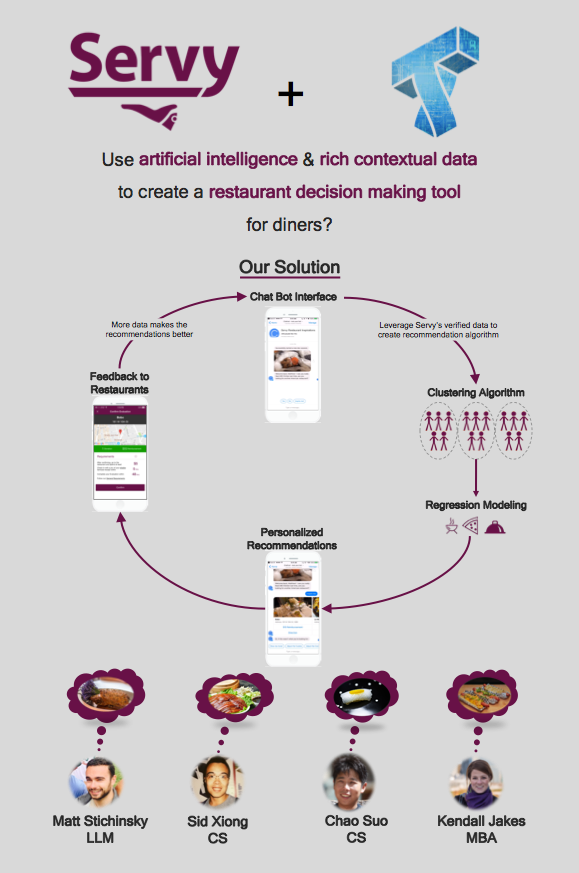 Servy
+
Use artificial intelligence & rich contextual data
to create a restaurant decision making tool
for diners?
Our Solution
Chat Bot Interface
More data makes the
recommendations better
Leverage Servy's verified data to
create recommendation algorithm
Feedback to
Restaurants
Clustering Algorithm
Regression Modeling
Personalized
Recommendations
Matt Stichinsky
LLM
Sid Xiong
CS
Chao Suo
CS
Kendall Jakes
MBA